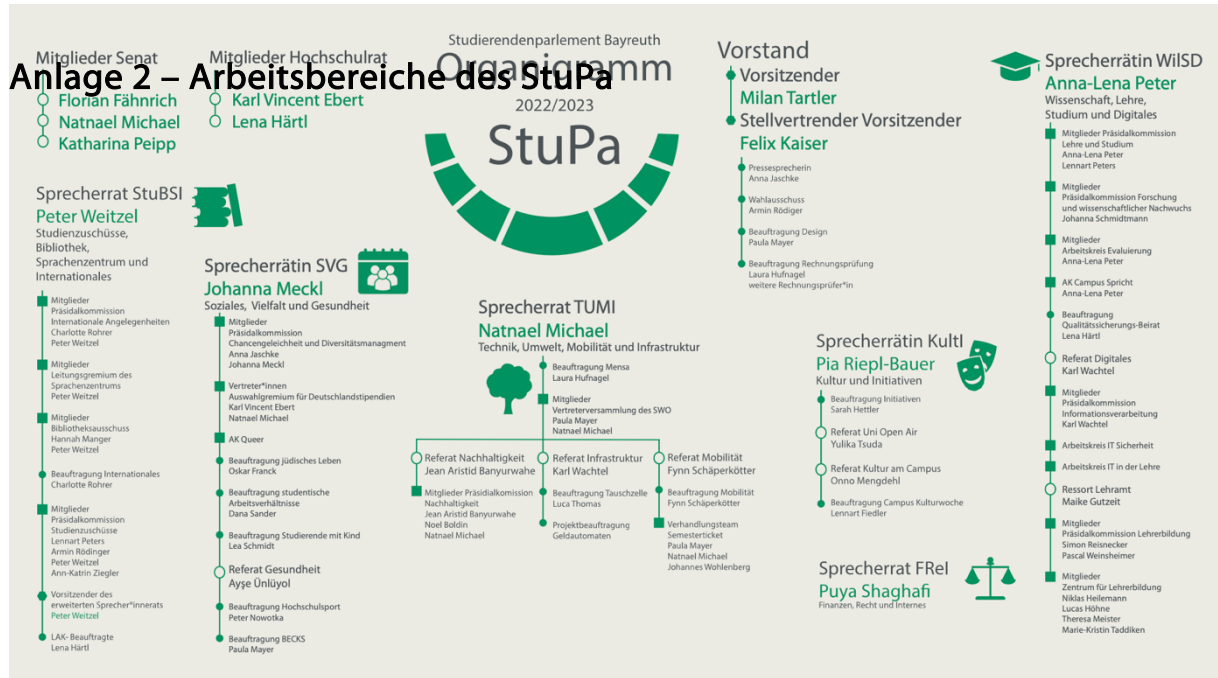 Anlage 2 – Arbeitsbereiche des StuPa
Studierendenparlement Bayreuth
Organigramm
2022/2023
StuPa
Mitglieder Senat
Florian Fähnrich
Natnael Michael
Katharina Peipp
Mitglieder Hochschulrat
Karl Vincent Ebert
Lena Härtl
Vorstand
Vorsitzender
Milan Tartler
Stellvertrender Vorsitzender
Felix Kaiser
Pressesprecherin
Anna Jaschke
Wahlausschuss
Armin Rödiger
Beauftragung Design
Paula Mayer
Beauftragung Rechnungsprüfung
Laura Hufnagel
weitere Rechnungsprüfer*in
Sprecherrat StuBSI
Peter Weitzel
Studienzuschüsse,
Bibliothek,
Sprachenzentrum und
Internationales
Mitglieder
Präsidalkommission
Internationale Angelegenheiten
Charlotte Rohrer
Peter Weitzel
Mitglieder
Leitungsgremium des
Sprachenzentrums
Peter Weitzel
Mitglieder
Bibliotheksausschuss
Hannah Manger
Peter Weitzel
Beauftragung Internationales
Charlotte Rohrer
Mitglieder
Präsidalkommission
Studienzuschüsse
Lennart Peters
Armin Rödinger
Peter Weitzel
Ann-Katrin Ziegler
Vorsitzender des
erweiterten Sprecher*innerats
Peter Weitzel
LAK- Beauftragte
Lena Härtl
Sprecherrätin SVG
Johanna Meckl
Soziales, Vielfalt und Gesundheit
Mitglieder
Präsidalkommission
Chancengeleichheit und Diversitätsmanagment
Anna Jaschke
Johanna Meckl
Vertreter*innen
Auswahlgremium für Deutschlandstipendien
Karl Vincent Ebert
Natnael Michael
AK Queer
Beauftragung jüdisches Leben
Oskar Franck
Beauftragung studentische
Arbeitsverhältnisse
Dana Sander
Beauftragung Studierende mit Kind
Lea Schmidt
Referat Gesundheit
Ayşe Ünlüyol
Beauftragung Hochschulsport
Peter Nowotka
Beauftragung BECKS
Paula Mayer
Sprecherrat TUMI
Natnael Michael
Technik, Umwelt, Mobilität und Infrastruktur
Beauftragung Mensa
Laura Hufnagel
Mitglieder
Vertreterversammlung des SWO
Paula Mayer
Natnael Michael
Referat Nachhaltigkeit
Jean Aristid Banyurwahe
Mitglieder Präsidialkomission
Nachhaltigkeit
Jean Aristid Banyurwahe
Noel Boldin
Natnael Michael
Referat Infrastruktur
Karl Wachtel
Beauftragung Tauschzelle
Luca Thomas
Projektbeauftragung
Geldautomaten
Referat Mobilität
Fynn Schäperkötter
Beauftragung Mobilität
Fynn Schäperkötter
Verhandlungsteam
Semesterticket
Paula Mayer
Natnael Michael
Johannes Wohlenberg
Sprecherrätin KultI
Pia Riepl-Bauer
Kultur und Initiativen
Beauftragung Initiativen
Sarah Hettler
Referat Uni Open Air
Yulika Tsuda
Referat Kultur am Campus
Onno Mengdehl
Beauftragung Campus Kulturwoche
Lennart Fiedler
Sprecherrat FReI
Puya Shaghafi
Finanzen, Recht und Internes
Sprecherrätin WilSD
Anna-Lena Peter
Wissenschaft, Lehre,
Studium und Digitales
Mitglieder Präsidalkommission
Lehre und Studium
Anna-Lena Peter
Lennart Peters
Mitglieder
Präsidalkommission Forschung
und wissenschaftlicher Nachwuchs
Johanna Schmidtmann
Mitglieder
Arbeitskreis Evaluierung
Anna-Lena Peter
AK Campus Spricht
Anna-Lena Peter
Beauftragung
Qualitätssicherungs-Beirat
Lena Härtl
Referat Digitales
Karl Wachtel
Mitglieder
Präsidalkommission
Informationsverarbeitung
Karl Wachtel
Arbeitskreis IT Sicherheit
Arbeitskreis IT in der Lehre
Ressort Lehramt
Maike Gutzeit
Mitglieder
Präsidalkommission Lehrerbildung
Simon Reisnecker
Pascal Weinsheimer
Mitglieder
Zentrum für Lehrerbildung
Niklas Heilemann
Lucas Höhne
Theresa Meister
Marie-Kristin Taddiken